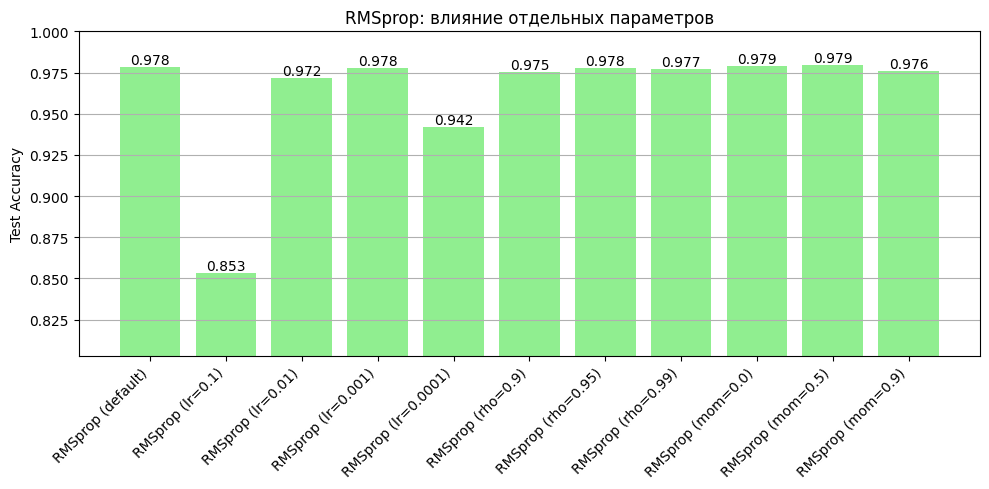 RMSprop: влияние отдельных параметров
Test Accuracy
1.000
0.975
0.950
0.925
0.900
0.875
0.850
0.825
0.978
0.853
0.972
0.978
0.942
0.975
0.978
0.977
0.979
0.979
0.976
RMSprop (default)
RMSprop (lr=0.1)
RMSprop (lr=0.01)
RMSprop (lr=0.001)
RMSprop (lr=0.0001)
RMSprop (rho=0.9)
RMSprop (rho=0.95)
RMSprop (rho=0.99)
RMSprop (mom=0.0)
RMSprop (mom=0.5)
RMSprop (mom=0.9)